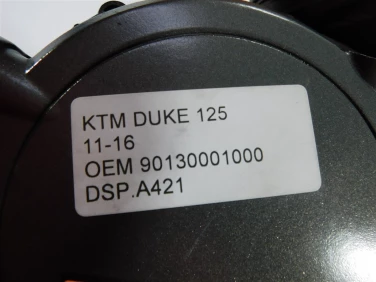 KTM DUKE 125
11-16
OEM 90130001000
DSP.A421